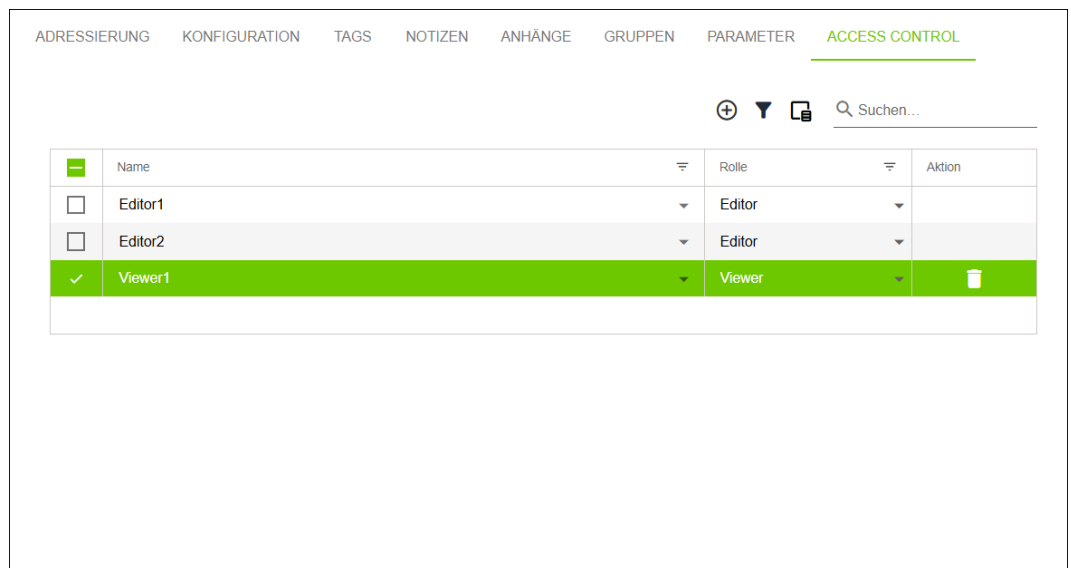 ADRESSIERUNG KONFIGURATION TAGS NOTIZEN ANHÄNGE GRUPPEN PARAMETER ACCESS CONTROL
Suchen...
Name Rolle Aktion
Editor1 Editor
Editor2 Editor
Viewer1 Viewer